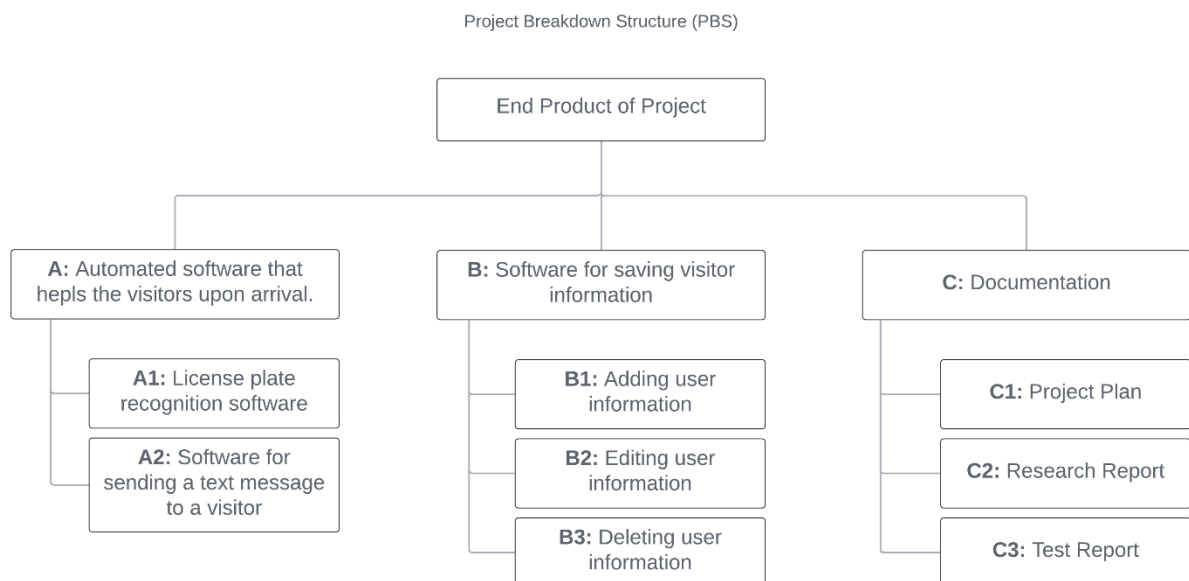 Project Breakdown Structure (PBS)
End Product of Project
A: Automated software that
hepls the visitors upon arrival.
A1: License plate
recognition software
A2: Software for
sending a text message
to a visitor
B: Software for saving visitor
information
B1: Adding user
information
B2: Editing user
information
B3: Deleting user
information
C: Documentation
C1: Project Plan
C2: Research Report
C3: Test Report